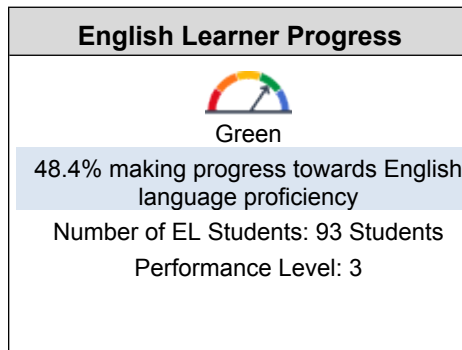 English Learner Progress
Green
48.4% making progress towards English
language proficiency
Number of EL Students: 93 Students
Performance Level: 3